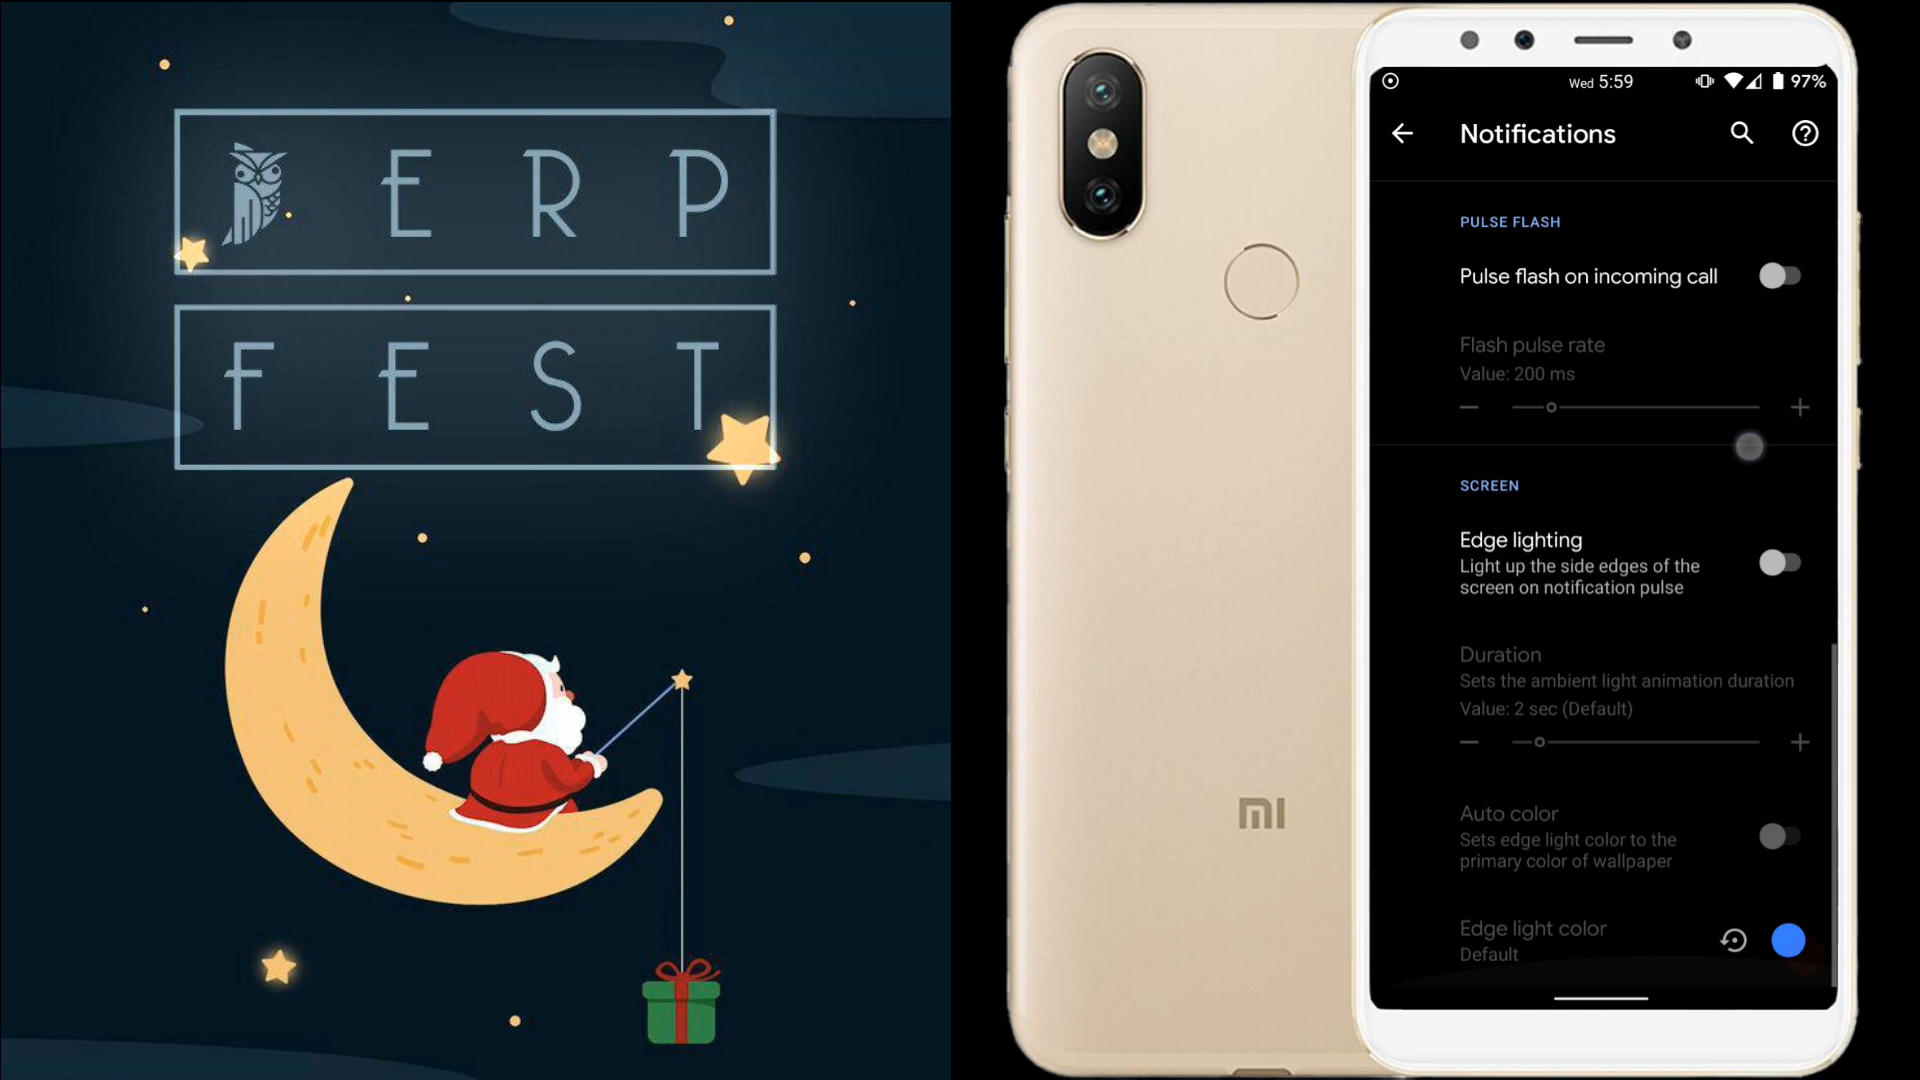 ERP
FEST
Wed 5:59
97%
Notifications
PULSE FLASH
Pulse flash on incoming call
Flash pulse rate
Value: 200 ms
SCREEN
Edge lighting
Light up the side edges of the
screen on notification pulse
Duration
Sets the ambient light animation duration
Value: 2 sec (Default)
Auto color
Sets edge light color to the
primary color of wallpaper
Edge light color
Default
MI